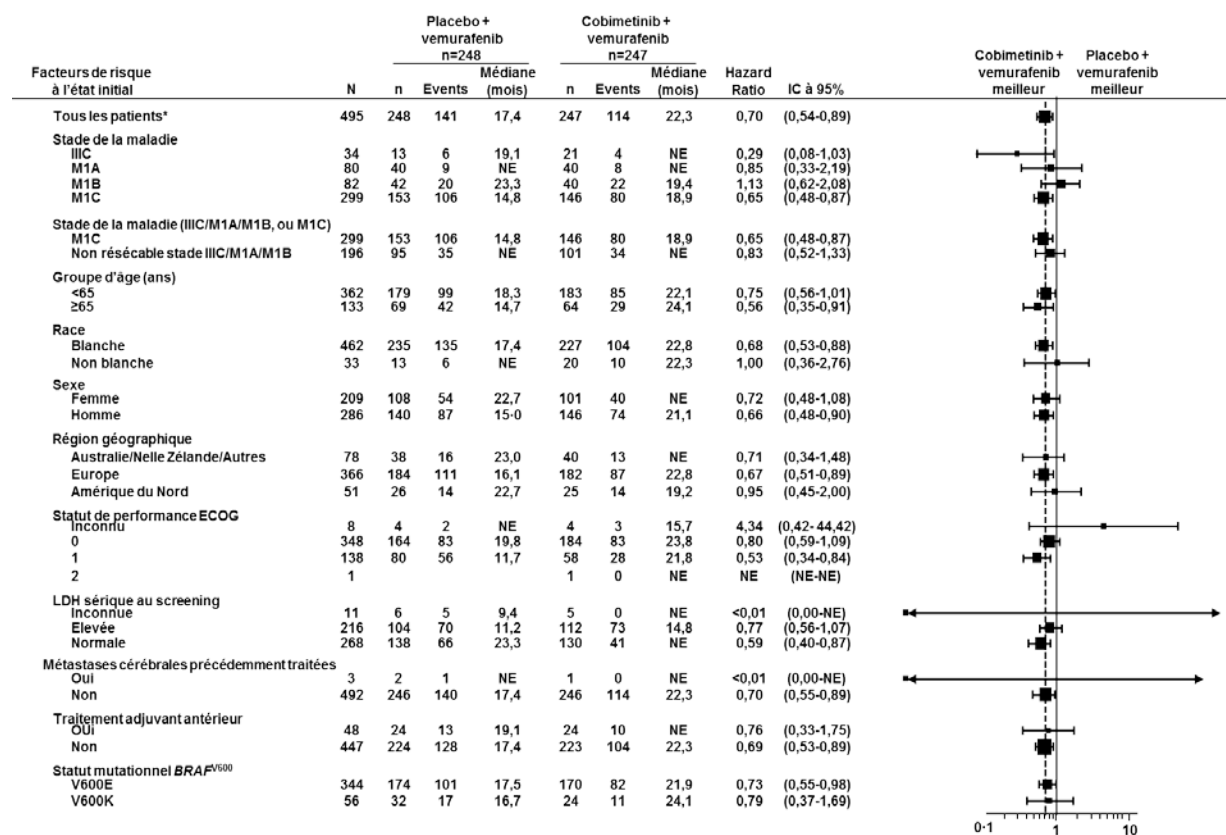 Placebo + Cobimetinib +
vemurafenib vemurafenib
n=248 n=247
Facteurs de risque Médiane Médiane Hazard Cobimetinib + Placebo +
à l'état initial N n Events (mois) n Events (mois) Ratio IC à 95% vemurafenib vemurafenib
meilleur meilleur
Tous les patients* 495 248 141 17,4 247 114 22,3 0,70 (0,54-0,89)
Stade de la maladie
IIIC 34 13 6 19,1 21 4 NE 0,29 (0,08-1,03)
M1A 80 40 9 NE 40 8 NE 0,85 (0,33-2,19)
M1B 82 42 20 23,3 40 22 19,4 1,13 (0,62-2,08)
M1C 299 153 106 14,8 146 80 18,9 0,65 (0,48-0,87)
Stade de la maladie (IIIC/M1A/M1B, ou M1C)
M1C 299 153 106 14,8 146 80 18,9 0,65 (0,48-0,87)
Non résécable stade IIIC/M1A/M1B 196 95 35 NE 101 34 NE 0,83 (0,52-1,33)
Groupe d'âge (ans)
<65 362 179 99 18,3 183 85 22,1 0,75 (0,56-1,01)
≥65 133 69 42 14,7 64 29 24,1 0,56 (0,35-0,91)
Race
Blanche 462 235 135 17,4 227 104 22,8 0,68 (0,53-0,88)
Non blanche 33 13 6 NE 20 10 22,3 1,00 (0,36-2,76)
Sexe
Femme 209 108 54 22,7 101 40 NE 0,72 (0,48-1,08)
Homme 286 140 87 15·0 146 74 21,1 0,66 (0,48-0,90)
Région géographique
Australie/Nelle Zélande/Autres 78 38 16 23,0 40 13 NE 0,71 (0,34-1,48)
Europe 366 184 111 16,1 182 87 22,8 0,67 (0,51-0,89)
Amérique du Nord 51 26 14 22,7 25 14 19,2 0,95 (0,45-2,00)
Statut de performance ECOG
Inconnu 8 4 2 NE 4 3 15,7 4,34 (0,42- 44,42)
0 348 164 83 19,8 184 83 23,8 0,80 (0,59-1,09)
1 138 80 56 11,7 58 28 21,8 0,53 (0,34-0,84)
2 1 1 0 NE NE (NE-NE)
LDH sérique au screening
Inconnue 11 6 5 9,4 5 0 NE <0,01 (0,00-NE)
Elevée 216 104 70 11,2 112 73 14,8 0,77 (0,56-1,07)
Normale 268 138 66 23,3 130 41 NE 0,59 (0,40-0,87)
Métastases cérébrales précédemment traitées
Oui 3 2 1 NE 1 0 NE <0,01 (0,00-NE)
Non 492 246 140 17,4 246 114 22,3 0,70 (0,55-0,89)
Traitement adjuvant antérieur
OUi 48 24 13 19,1 24 10 NE 0,76 (0,33-1,75)
Non 447 224 128 17,4 223 104 22,3 0,69 (0,53-0,89)
Statut mutationnel BRAFV600
V600E 344 174 101 17,5 170 82 21,9 0,73 (0,55-0,98)
V600K 56 32 17 16,7 24 11 24,1 0,79 (0,37-1,69)
0·1 1 10